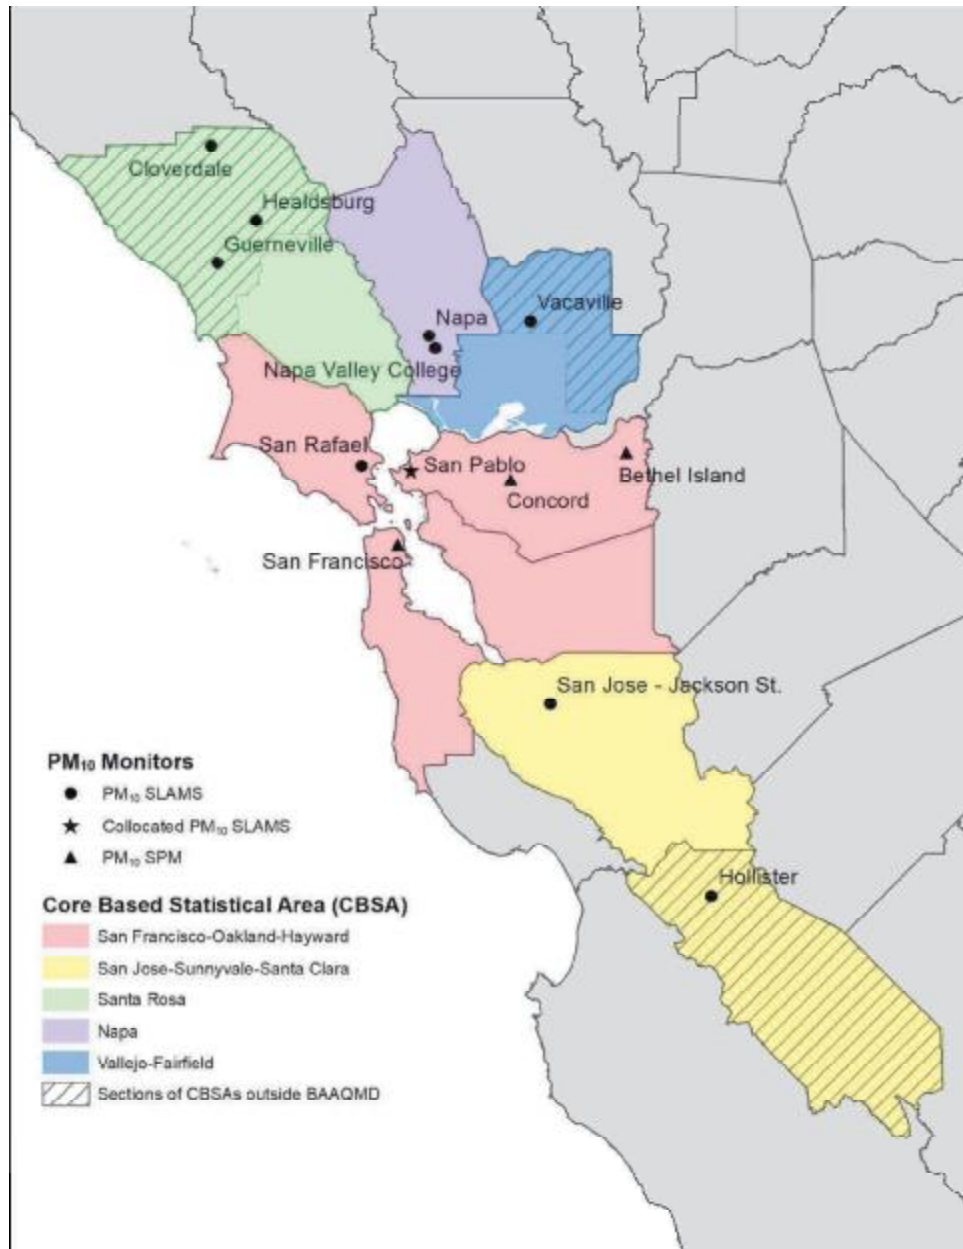 Cloverdale
Healdsburg
Guerneville
Vacaville
Napa
Napa Valley College
San Rafael
San Pablo
Bethel Island
Concord
San Francisco
San Jose - Jackson St.
Hollister
PM₁₀ Monitors
PM₁₀ SLAMS
Collocated PM₁₀ SLAMS
PM₁₀ SPM
Core Based Statistical Area (CBSA)
San Francisco-Oakland-Hayward
San Jose-Sunnyvale-Santa Clara
Santa Rosa
Napa
Vallejo-Fairfield
Sections of CBSAs outside BAAQMD